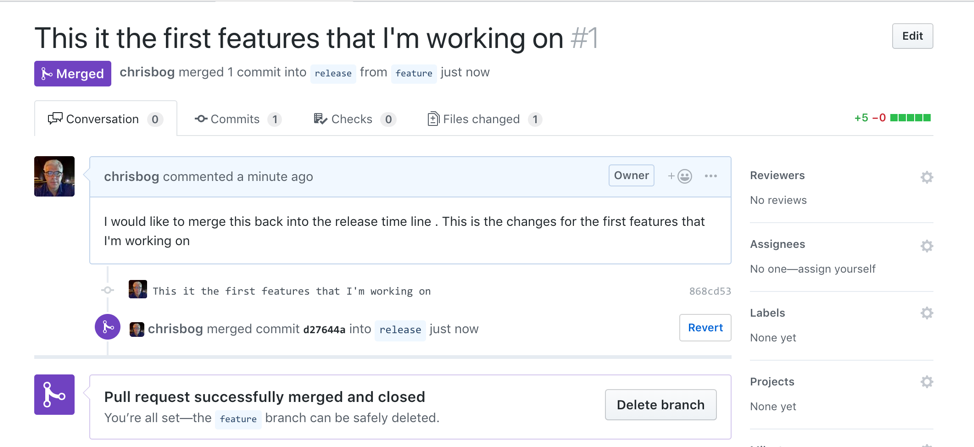 This it the first features that I'm working on #1
Edit
Merged chrisbog merged 1 commit into release from feature just now
Conversation 0 Commits 1 Checks 0 Files changed 1 +5 −0
chrisbog commented a minute ago Owner
I would like to merge this back into the release time line . This is the changes for the first features that
I'm working on
This it the first features that I'm working on 868cd53
chrisbog merged commit d27644a into release just now Revert
Pull request successfully merged and closed
You're all set—the feature branch can be safely deleted.
Delete branch
Reviewers
No reviews
Assignees
No one—assign yourself
Labels
None yet
Projects
None yet